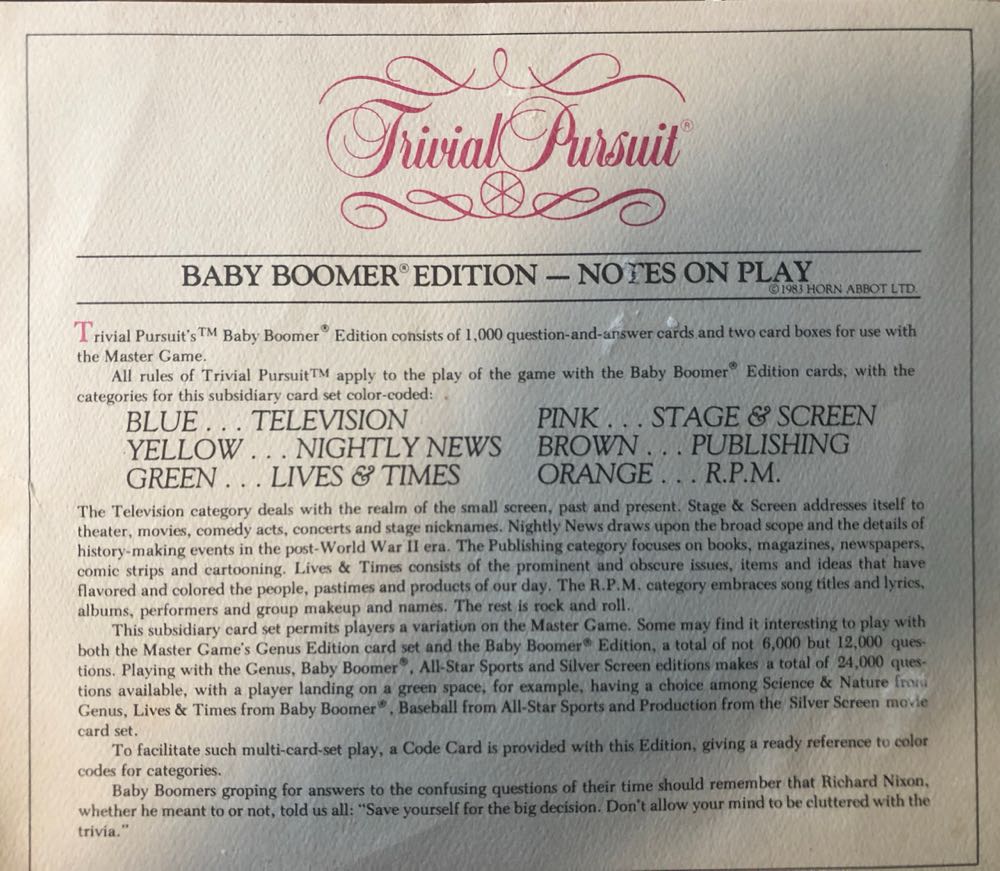 Trivial Pursuit®
BABY BOOMER® EDITION — NOTES ON PLAY
© 1983 HORN ABBOT LTD.
Trivial Pursuit's™ Baby Boomer® Edition consists of 1,000 question-and-answer cards and two card boxes for use with
the Master Game.
All rules of Trivial Pursuit™ apply to the play of the game with the Baby Boomer® Edition cards, with the
categories for this subsidiary card set color-coded:
BLUE . . . TELEVISION PINK . . . STAGE & SCREEN
YELLOW . . . NIGHTLY NEWS BROWN . . . PUBLISHING
GREEN . . . LIVES & TIMES ORANGE . . . R.P.M.
The Television category deals with the realm of the small screen, past and present. Stage & Screen addresses itself to
theater, movies, comedy acts, concerts and stage nicknames. Nightly News draws upon the broad scope and the details of
history-making events in the post-World War II era. The Publishing category focuses on books, magazines, newspapers,
comic strips and cartooning. Lives & Times consists of the prominent and obscure issues, items and ideas that have
flavored and colored the people, pastimes and products of our day. The R.P.M. category embraces song titles and lyrics,
albums, performers and group makeup and names. The rest is rock and roll.
This subsidiary card set permits players a variation on the Master Game. Some may find it interesting to play with
both the Master Game's Genus Edition card set and the Baby Boomer® Edition, a total of not 6,000 but 12,000 ques-
tions. Playing with the Genus, Baby Boomer®, All-Star Sports and Silver Screen editions makes a total of 24,000 ques-
tions available, with a player landing on a green space, for example, having a choice among Science & Nature from
Genus, Lives & Times from Baby Boomer®, Baseball from All-Star Sports and Production from the Silver Screen movie
card set.
To facilitate such multi-card-set play, a Code Card is provided with this Edition, giving a ready reference to color
codes for categories.
Baby Boomers groping for answers to the confusing questions of their time should remember that Richard Nixon,
whether he meant to or not, told us all: "Save yourself for the big decision. Don't allow your mind to be cluttered with the
trivia."